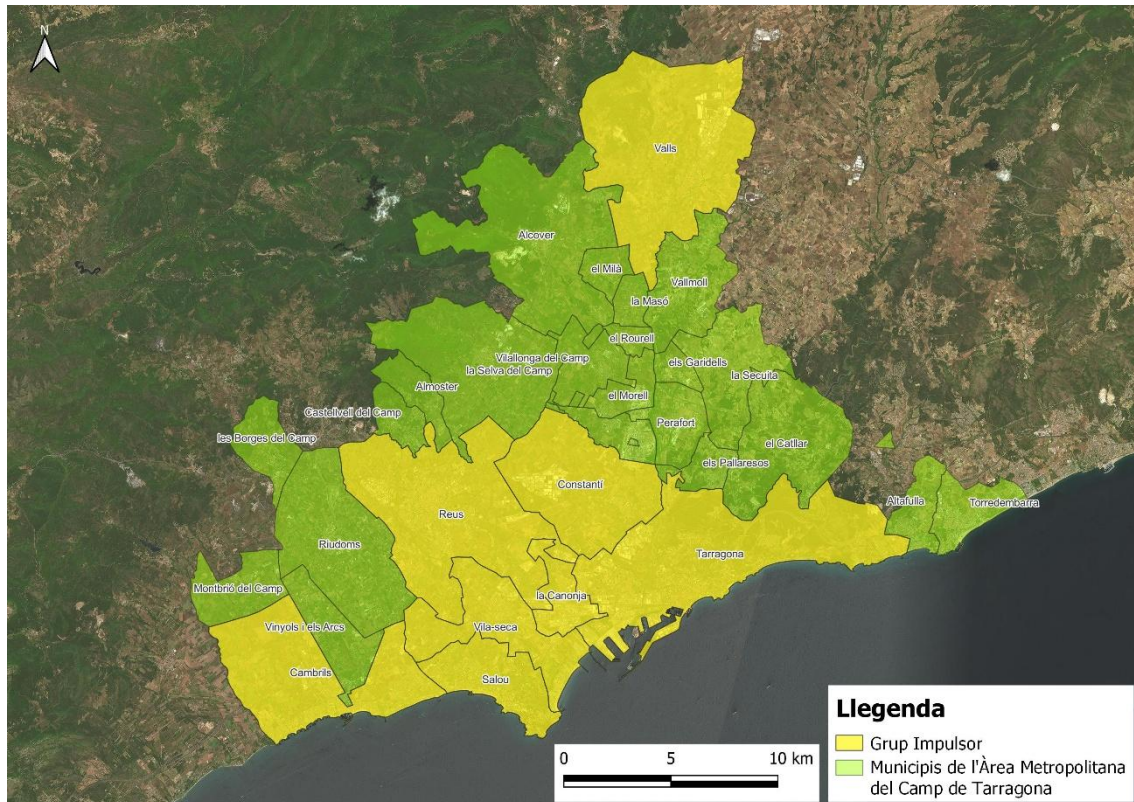 N
Valls
Alcover
el Milà
Vallmoll
la Masó
el Rourell
Vilallonga del Camp
els Garidells
la Selva del Camp
la Secuita
Almoster
el Morell
Castellvell del Camp
Perafort
les Borges del Camp
el Catllar
els Pallaresos
Constantí
Altafulla
Torredembarra
Reus
Riudoms
Tarragona
Montbrió del Camp
la Canonja
Vinyols i els Arcs
Vila-seca
Cambrils
Salou
Llegenda
Grup Impulsor
Municipis de l'Àrea Metropolitana
del Camp de Tarragona
0 5 10 km